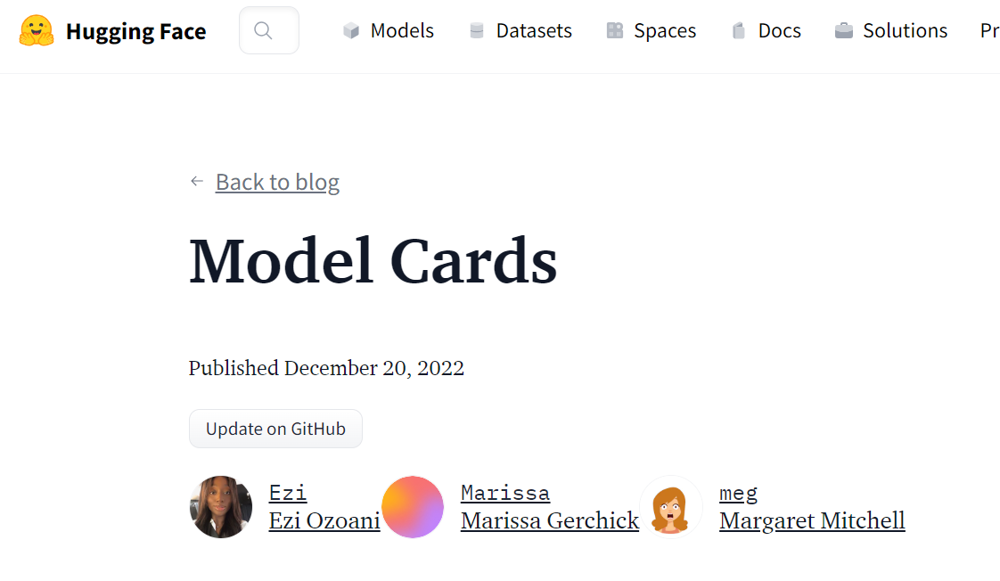 Hugging Face Models Datasets Spaces Docs Solutions Pr
← Back to blog
Model Cards
Published December 20, 2022
Update on GitHub
Ezi Marissa meg
Ezi Ozoani Marissa Gerchick Margaret Mitchell